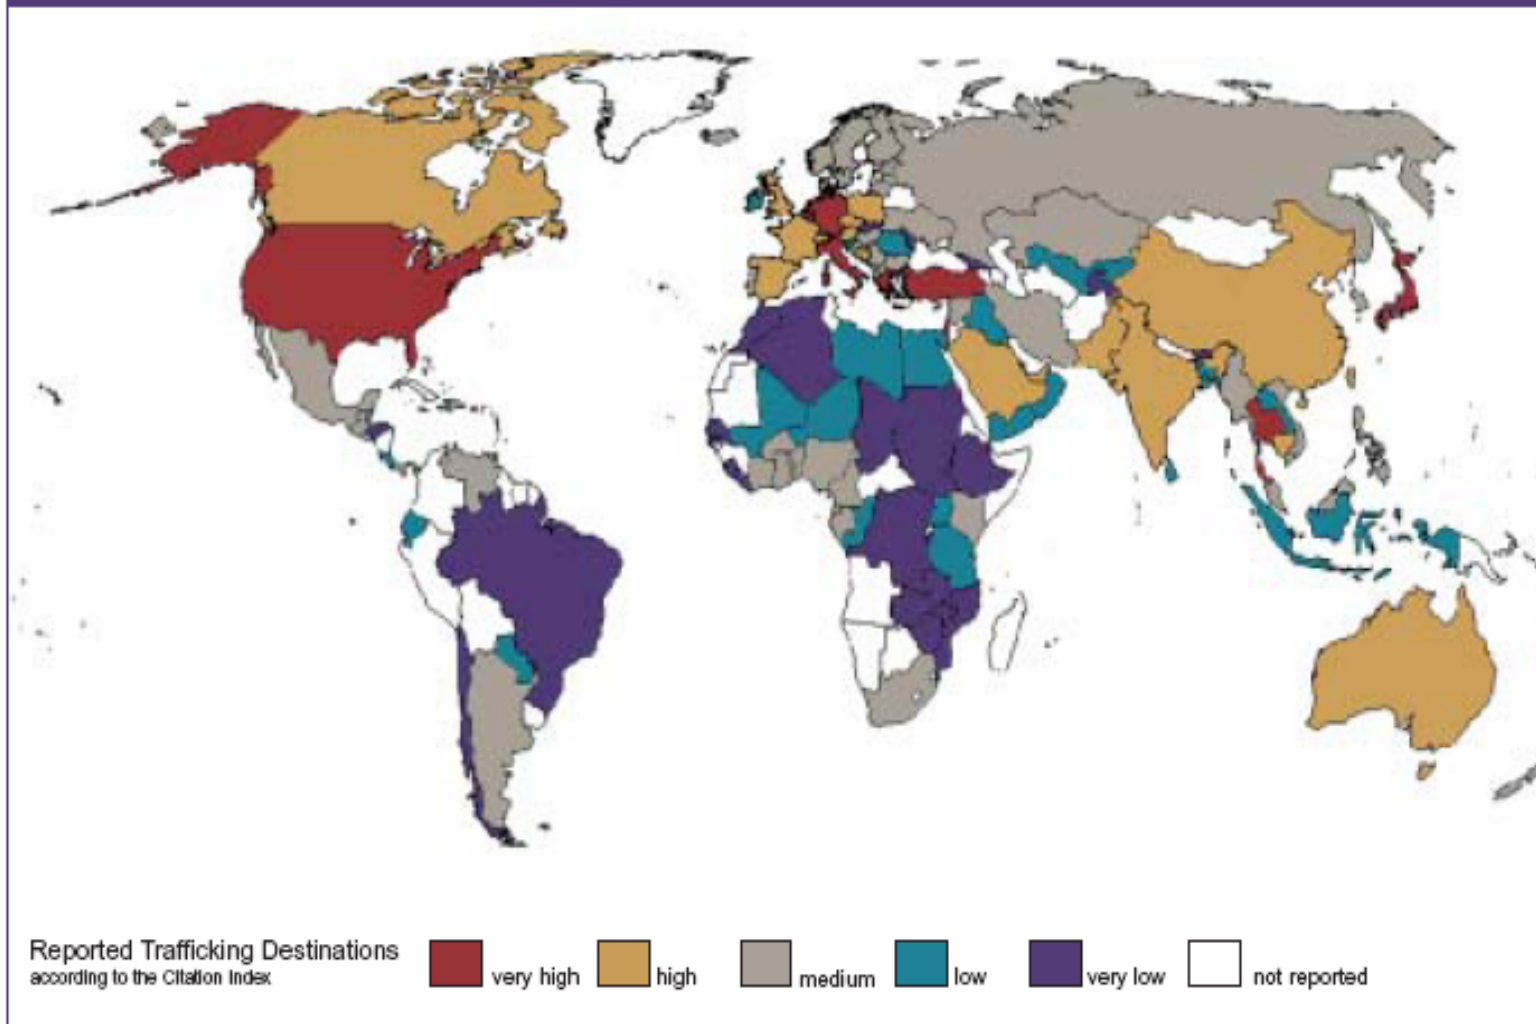 Reported Trafficking Destinations
according to the Citation Index
very high
high
medium
low
very low
not reported